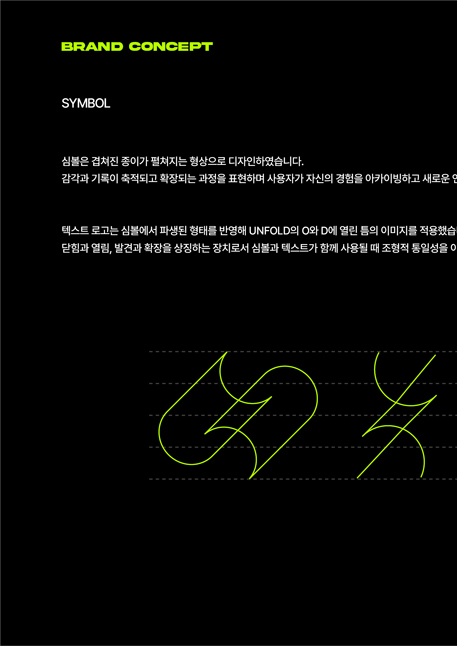 BRAND CONCEPT
SYMBOL
심볼은 겹쳐진 종이가 펼쳐지는 형상으로 디자인하였습니다.
감각과 기록이 축적되고 확장되는 과정을 표현하며 사용자가 자신의 경험을 아카이빙하고 새로운
텍스트 로고는 심볼에서 파생된 형태를 반영해 UNFOLD의 O와 D에 열린 틈의 이미지를 적용했습
닫힘과 열림, 발견과 확장을 상징하는 장치로서 심볼과 텍스트가 함께 사용될 때 조형적 통일성을